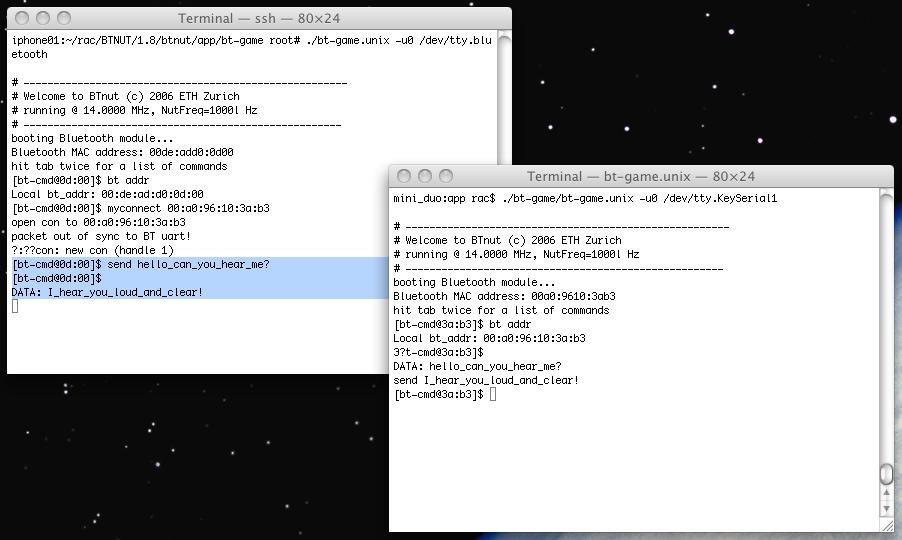 Terminal — ssh — 80×24
iphone01:~/rac/BTNUT/1.8/btnut/app/bt-game root# ./bt-game.unix -u0 /dev/tty.blu
etooth
# -----------------------------------------------
# Welcome to BTnut (c) 2006 ETH Zurich
# running @ 14.0000 MHz, NutFreq=1000l Hz
# ----------------------------------------------
booting Bluetooth module...
Bluetooth MAC address: 00de:add0:0d00
hit tab twice for a list of commands
[bt-cmd@0d:00]$ bt addr
Local bt_addr: 00:de:ad:d0:0d:00
[bt-cmd@0d:00]$ myconnect 00:a0:96:10:3a:b3
open con to 00:a0:96:10:3a:b3
packet out of sync to BT uart!
?:??con: new con (handle 1)
[bt-cmd@0d:00]$ send hello_can_you_hear_me?
[bt-cmd@0d:00]$
DATA: I_hear_you_loud_and_clear!
Terminal — bt-game.unix — 80×24
mini_duo:app rac$ ./bt-game/bt-game.unix -u0 /dev/tty.KeySerial1
# -----------------------------------------------
# Welcome to BTnut (c) 2006 ETH Zurich
# running @ 14.0000 MHz, NutFreq=1000l Hz
# ----------------------------------------------
booting Bluetooth module...
Bluetooth MAC address: 00a0:9610:3ab3
hit tab twice for a list of commands
[bt-cmd@3a:b3]$ bt addr
Local bt_addr: 00:a0:96:10:3a:b3
3?t-cmd@3a:b3]$
DATA: hello_can_you_hear_me?
send I_hear_you_loud_and_clear!
[bt-cmd@3a:b3]$